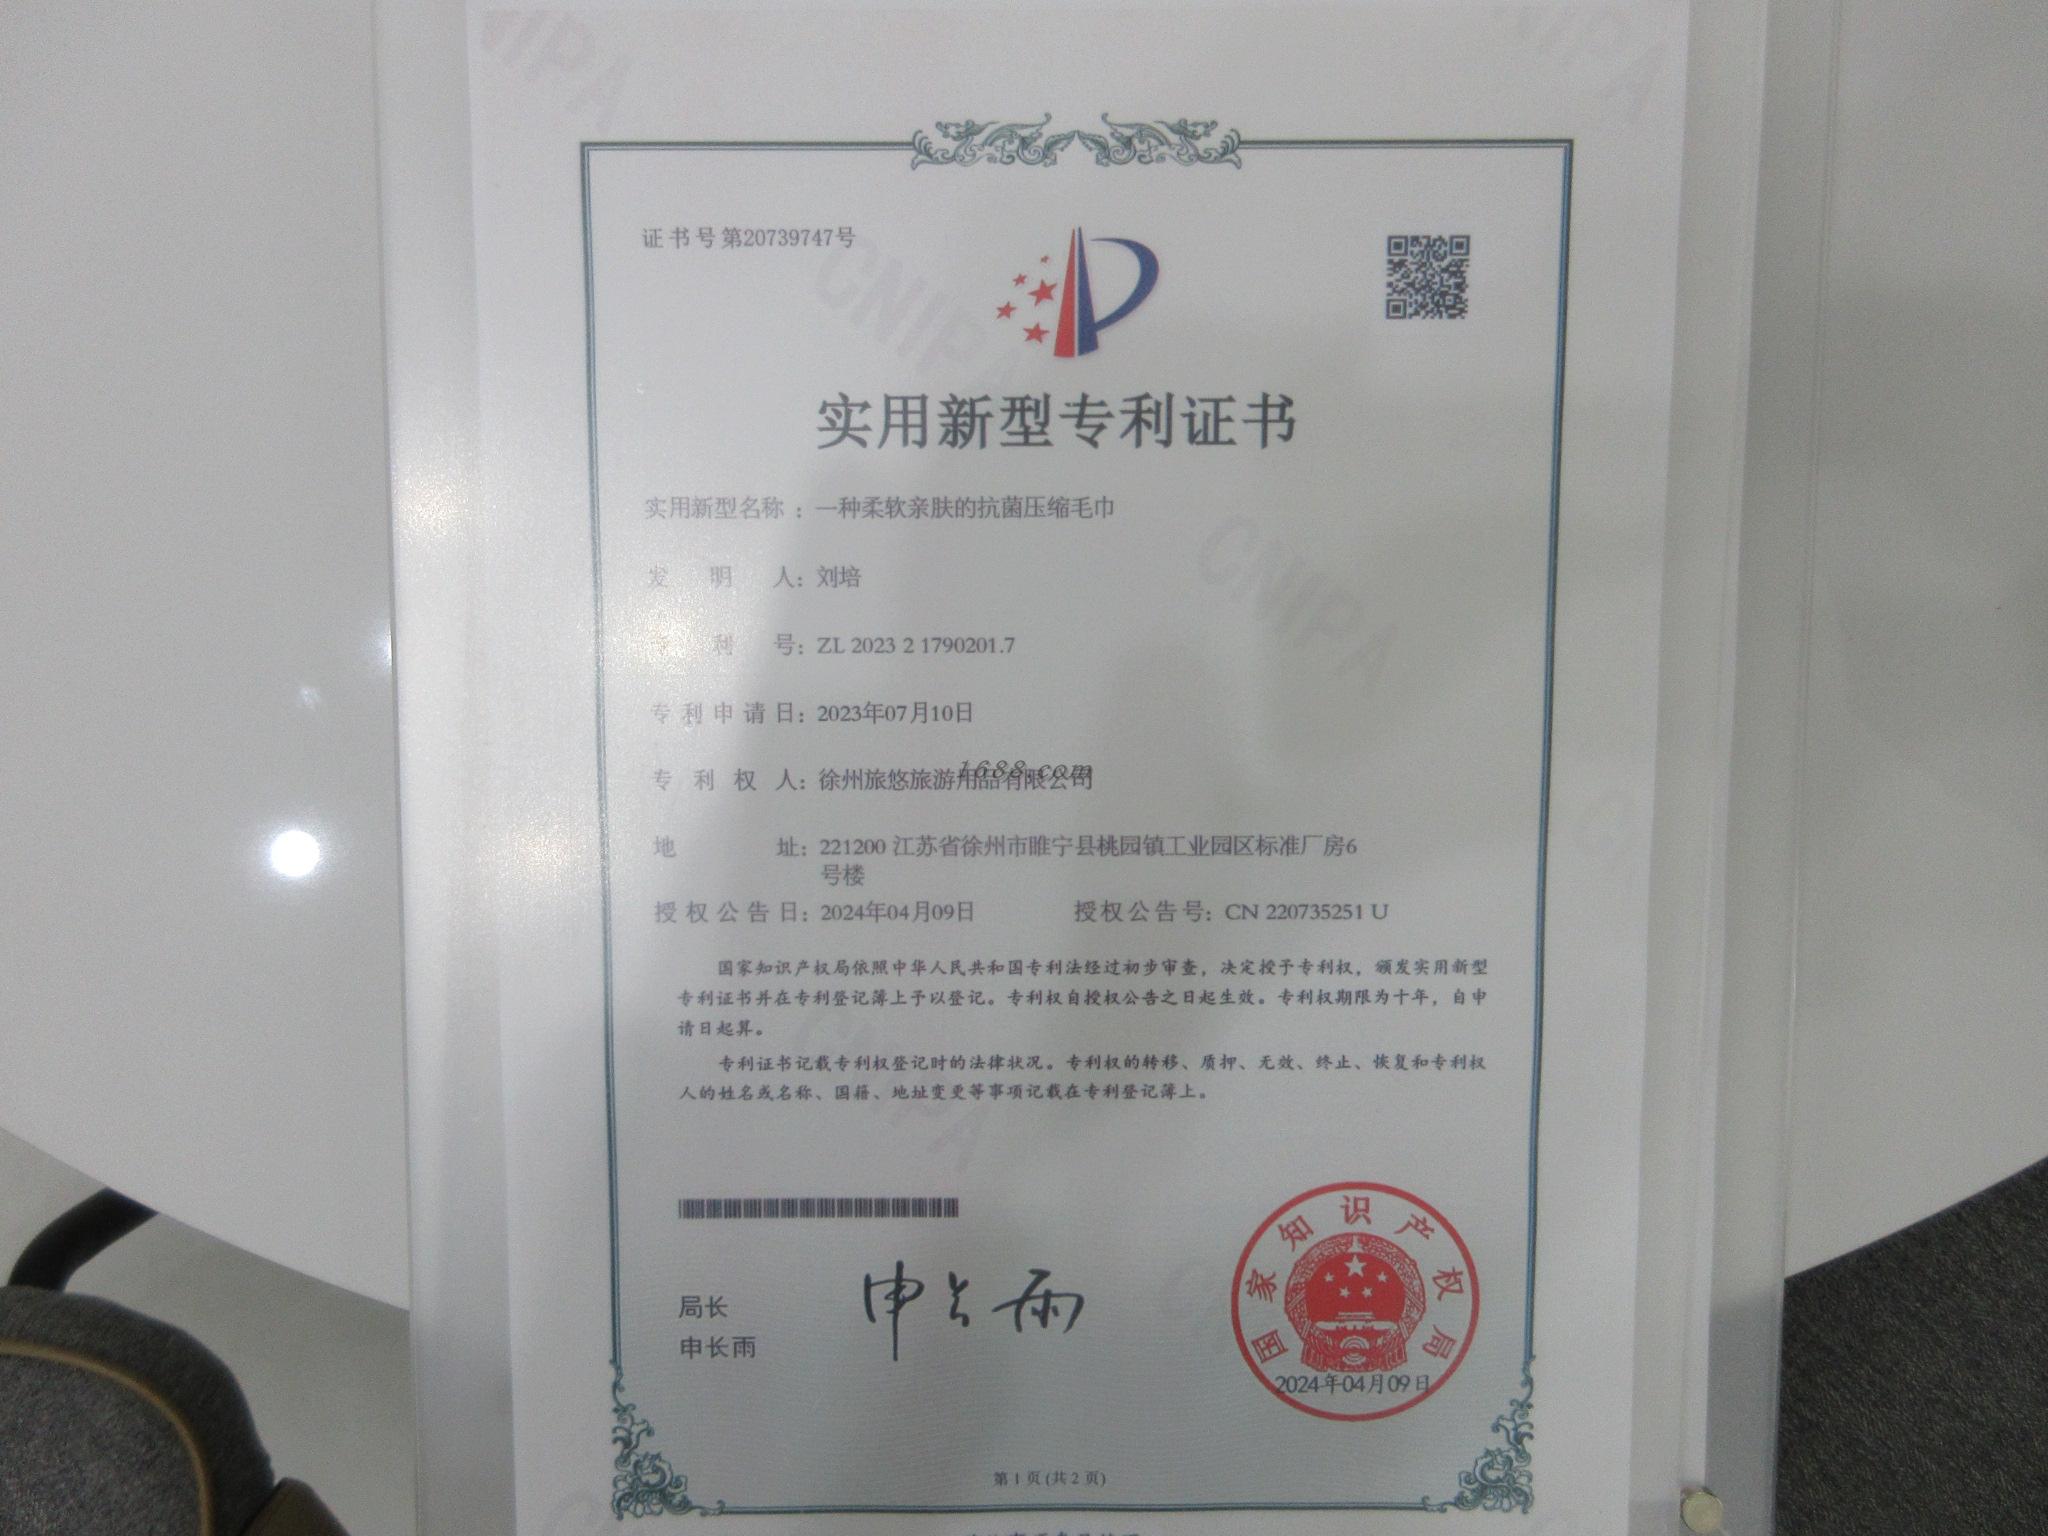 证书号第20739747号
实用新型专利证书
实用新型名称：一种柔软亲肤的抗菌压缩毛巾
发明人：刘培
专利号：ZL 2023 2 1790201.7
专利申请日：2023年07月10日
1688.com
专利权人：徐州旅悠旅游用品有限公司
地址：221200 江苏省徐州市睢宁县桃园镇工业园区标准厂房6
号楼
授权公告日：2024年04月09日 授权公告号：CN 220735251 U
国家知识产权局依照中华人民共和国专利法经过初步审查，决定授予专利权，颁发实用新型
专利证书并在专利登记簿上予以登记。专利权自授权公告之日起生效。专利权期限为十年，自申
请日起算。
专利证书记载专利权登记时的法律状况。专利权的转移、质押、无效、终止、恢复和专利权
人的姓名或名称、国籍、地址变更等事项记载在专利登记簿上。
局长
申长雨
申长雨
国家知识产权局
2024年04月09日
第 1 页 (共 2 页)
CNIPA
CNIPA
CNIPA